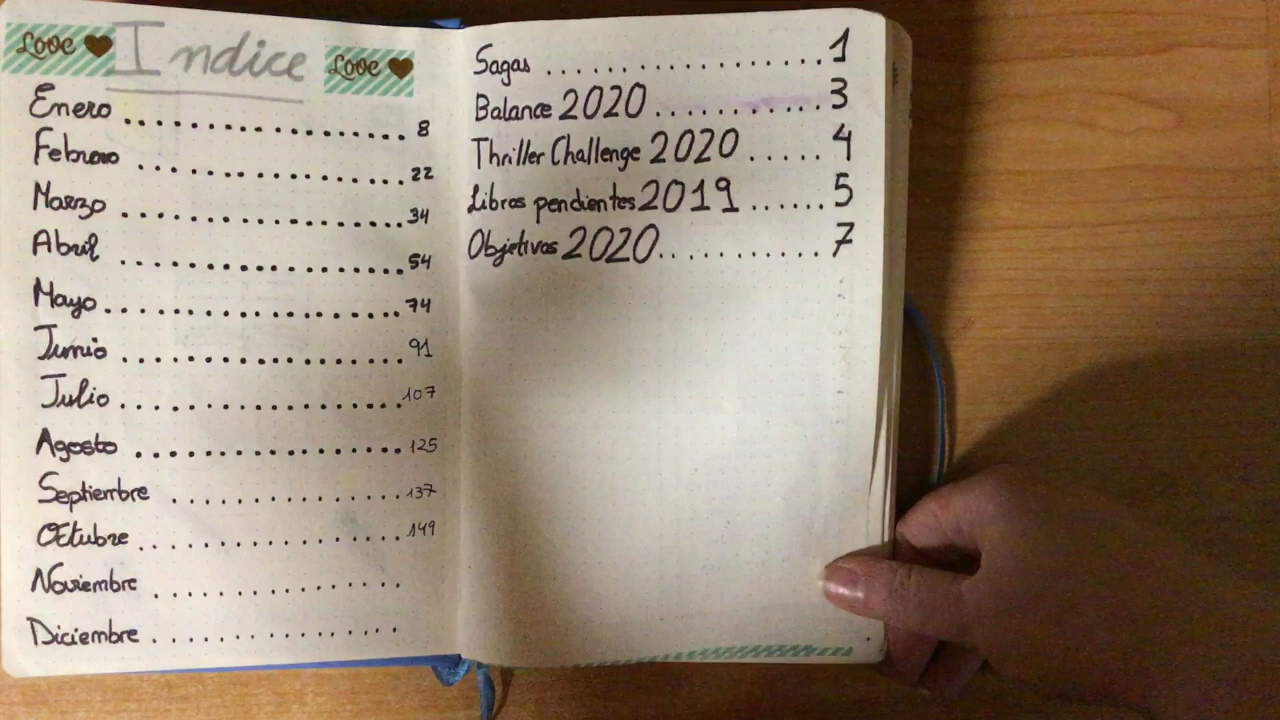 Love Indice Love
Enero .................. 8
Febrero ................ 22
Marzo .................. 34
Abril .................. 54
Mayo ................... 74
Junio .................. 91
Julio .................. 107
Agosto ................. 125
Septiembre ............. 137
Octubre ................ 149
Noviembre ..............
Diciembre ..............
Sagas .................. 1
Balance 2020 .......... 3
Thriller Challenge 2020 ..... 4
Libros pendientes 2019 ...... 5
Objetivos 2020 .......... 7